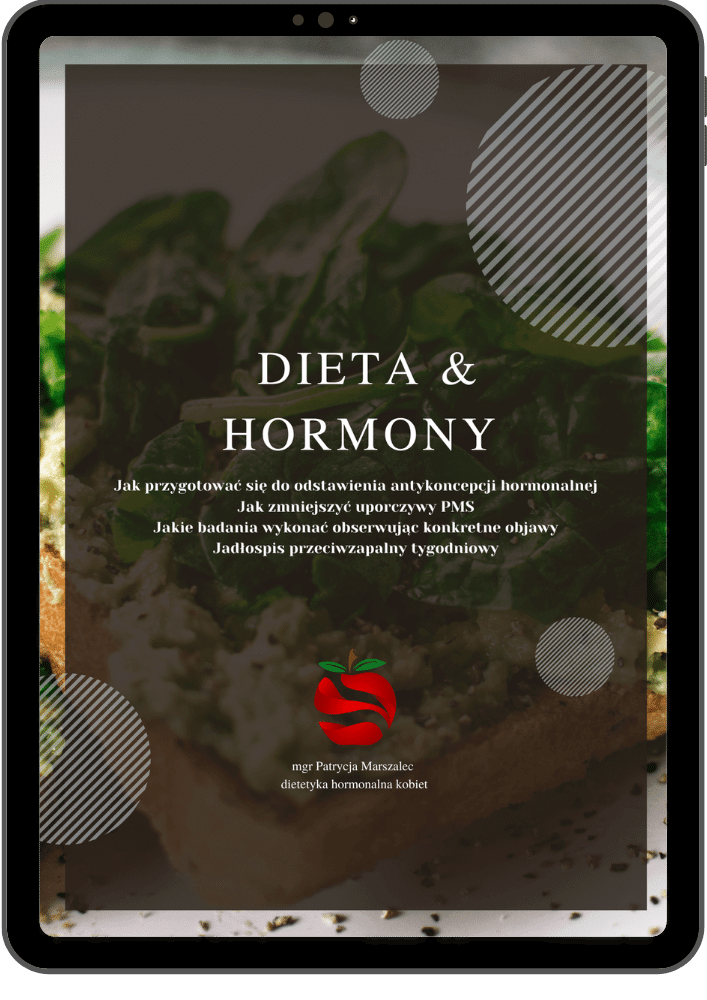 DIETA &
HORMONY
Jak przygotować się do odstawienia antykoncepcji hormonalnej
Jak zmniejszyć uporczywy PMS
Jakie badania wykonać obserwując konkretne objawy
Jadłospis przeciwzapalny tygodniowy
mgr Patrycja Marszalec
dietetyka hormonalna kobiet